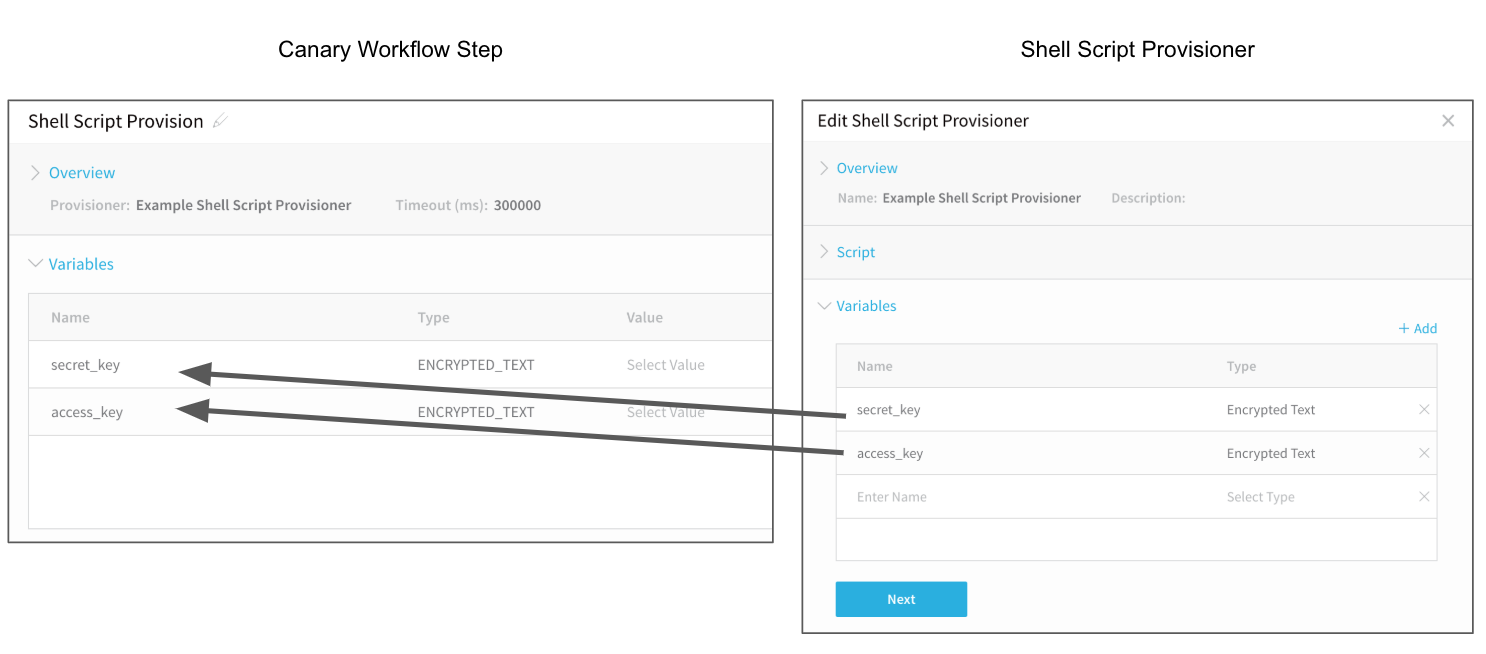 Canary Workflow Step
Shell Script Provision
Overview
Provisioner: Example Shell Script Provisioner Timeout (ms): 300000
Variables
Name Type Value
secret_key ENCRYPTED_TEXT Select Value
access_key ENCRYPTED_TEXT Select Value
Shell Script Provisioner
Edit Shell Script Provisioner
Overview
Name: Example Shell Script Provisioner Description:
Script
Variables
+ Add
Name Type
secret_key Encrypted Text
access_key Encrypted Text
Enter Name Select Type
Next